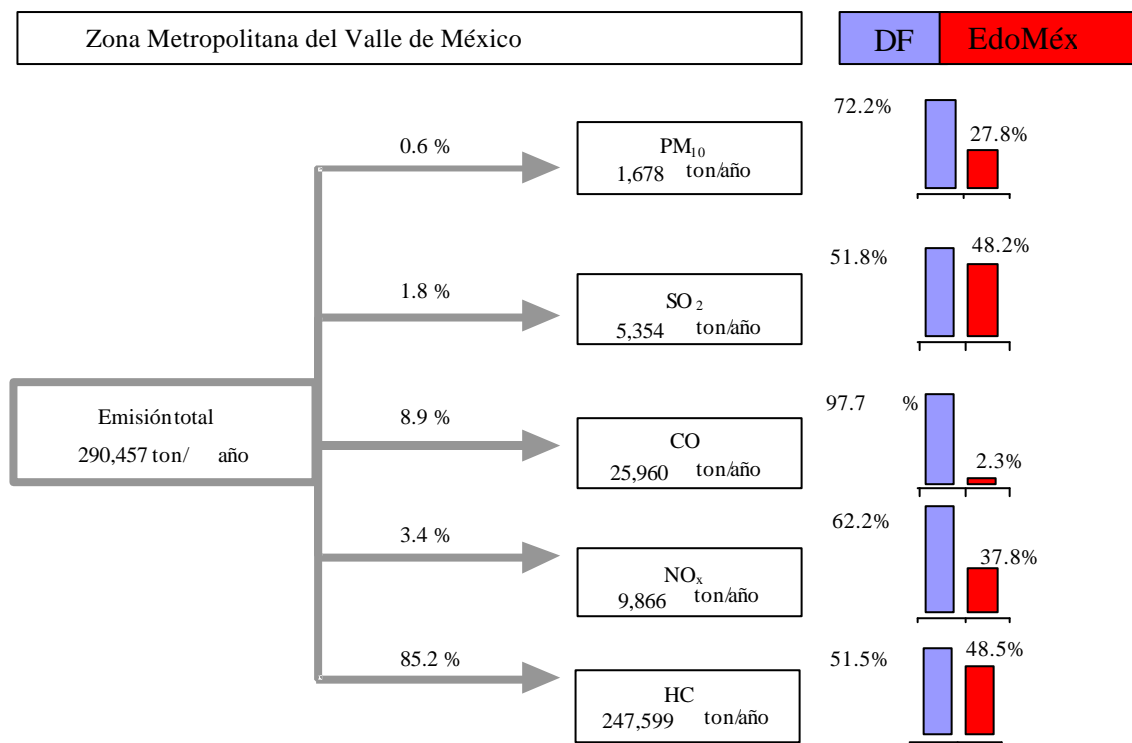 Zona Metropolitana del Valle de México
DF EdoMéx
72.2%
27.8%
0.6 %
PM10
1,678 ton/año
51.8% 48.2%
1.8 %
SO 2
5,354 ton/año
97.7 %
8.9 %
CO
25,960 ton/año
2.3%
Emisión total
290,457 ton/ año
62.2%
37.8%
3.4 %
NOx
9,866 ton/año
51.5% 48.5%
85.2 %
HC
247,599 ton/año